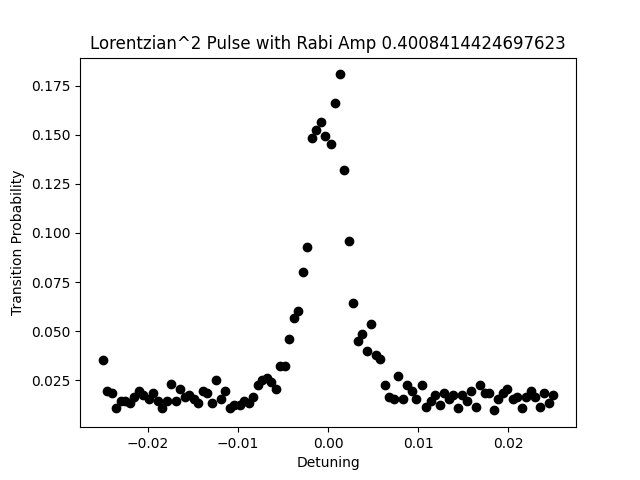 Lorentzian^2 Pulse with Rabi Amp 0.4008414424697623
0.175
0.150
0.125
0.100
0.075
0.050
0.025
Transition Probability
−0.02 −0.01 0.00 0.01 0.02
Detuning